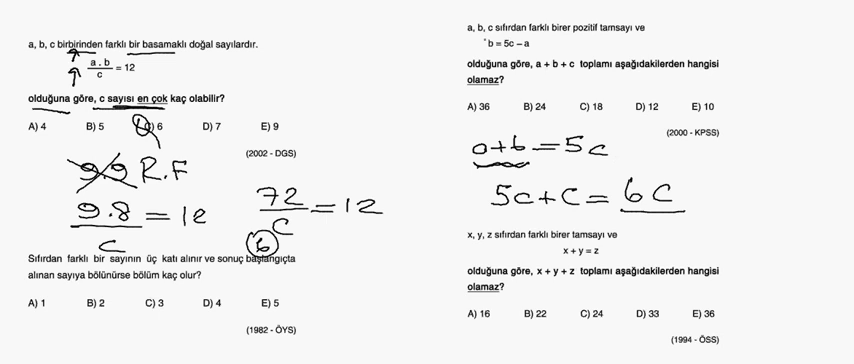 a, b, c birbirinden farklı bir basamaklı doğal sayılardır.
a . b
c
= 12
olduğuna göre, c sayısı en çok kaç olabilir?
A) 4 B) 5 6 D) 7 E) 9
(2002 - DGS)
9.9 R.F
9.8 = 12
c
72 = 12
c
6
Sıfırdan farklı bir sayının üç katı alınır ve sonuç başlangıçta
alınan sayıya bölünürse bölüm kaç olur?
A) 1 B) 2 C) 3 D) 4 E) 5
(1982 - ÖYS)
a, b, c sıfırdan farklı birer pozitif tamsayı ve
b = 5c – a
olduğuna göre, a + b + c toplamı aşağıdakilerden hangisi
olamaz?
A) 36 B) 24 C) 18 D) 12 E) 10
(2000 - KPSS)
a+b=5c
5c+c=6c
x, y, z sıfırdan farklı birer tamsayı ve
x + y = z
olduğuna göre, x + y + z toplamı aşağıdakilerden hangisi
olamaz?
A) 16 B) 22 C) 24 D) 33 E) 36
(1994 - ÖSS)